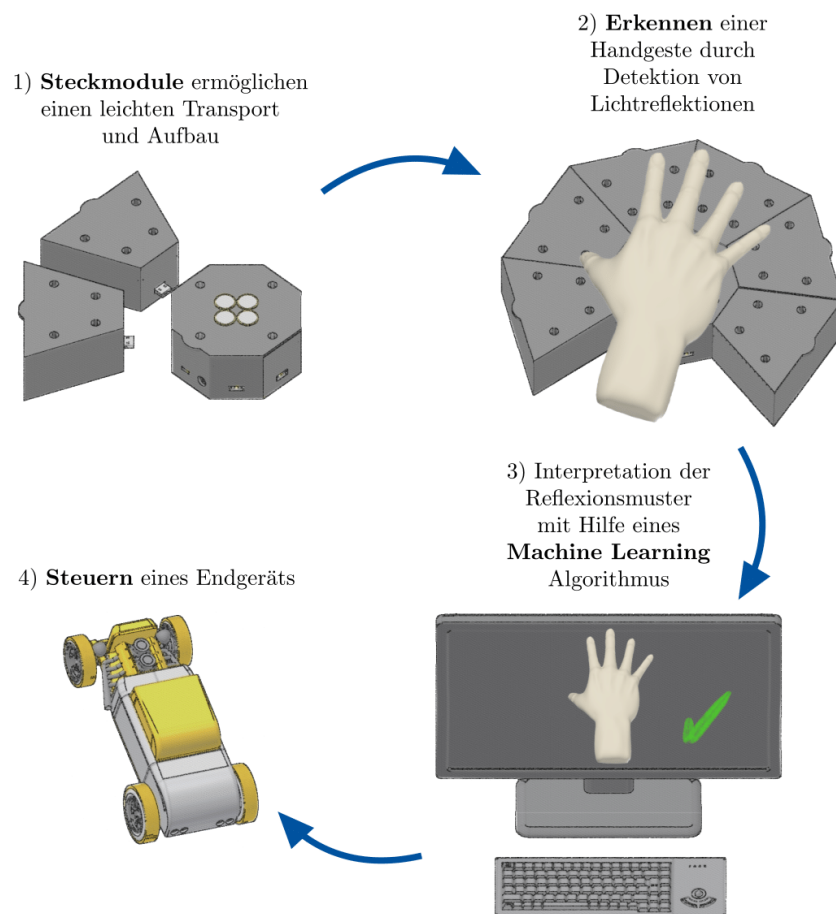 1) Steckmodule ermöglichen
einen leichten Transport
und Aufbau
2) Erkennen einer
Handgeste durch
Detektion von
Lichtreflektionen
3) Interpretation der
Reflexionsmuster
mit Hilfe eines
Machine Learning
Algorithmus
4) Steuern eines Endgeräts